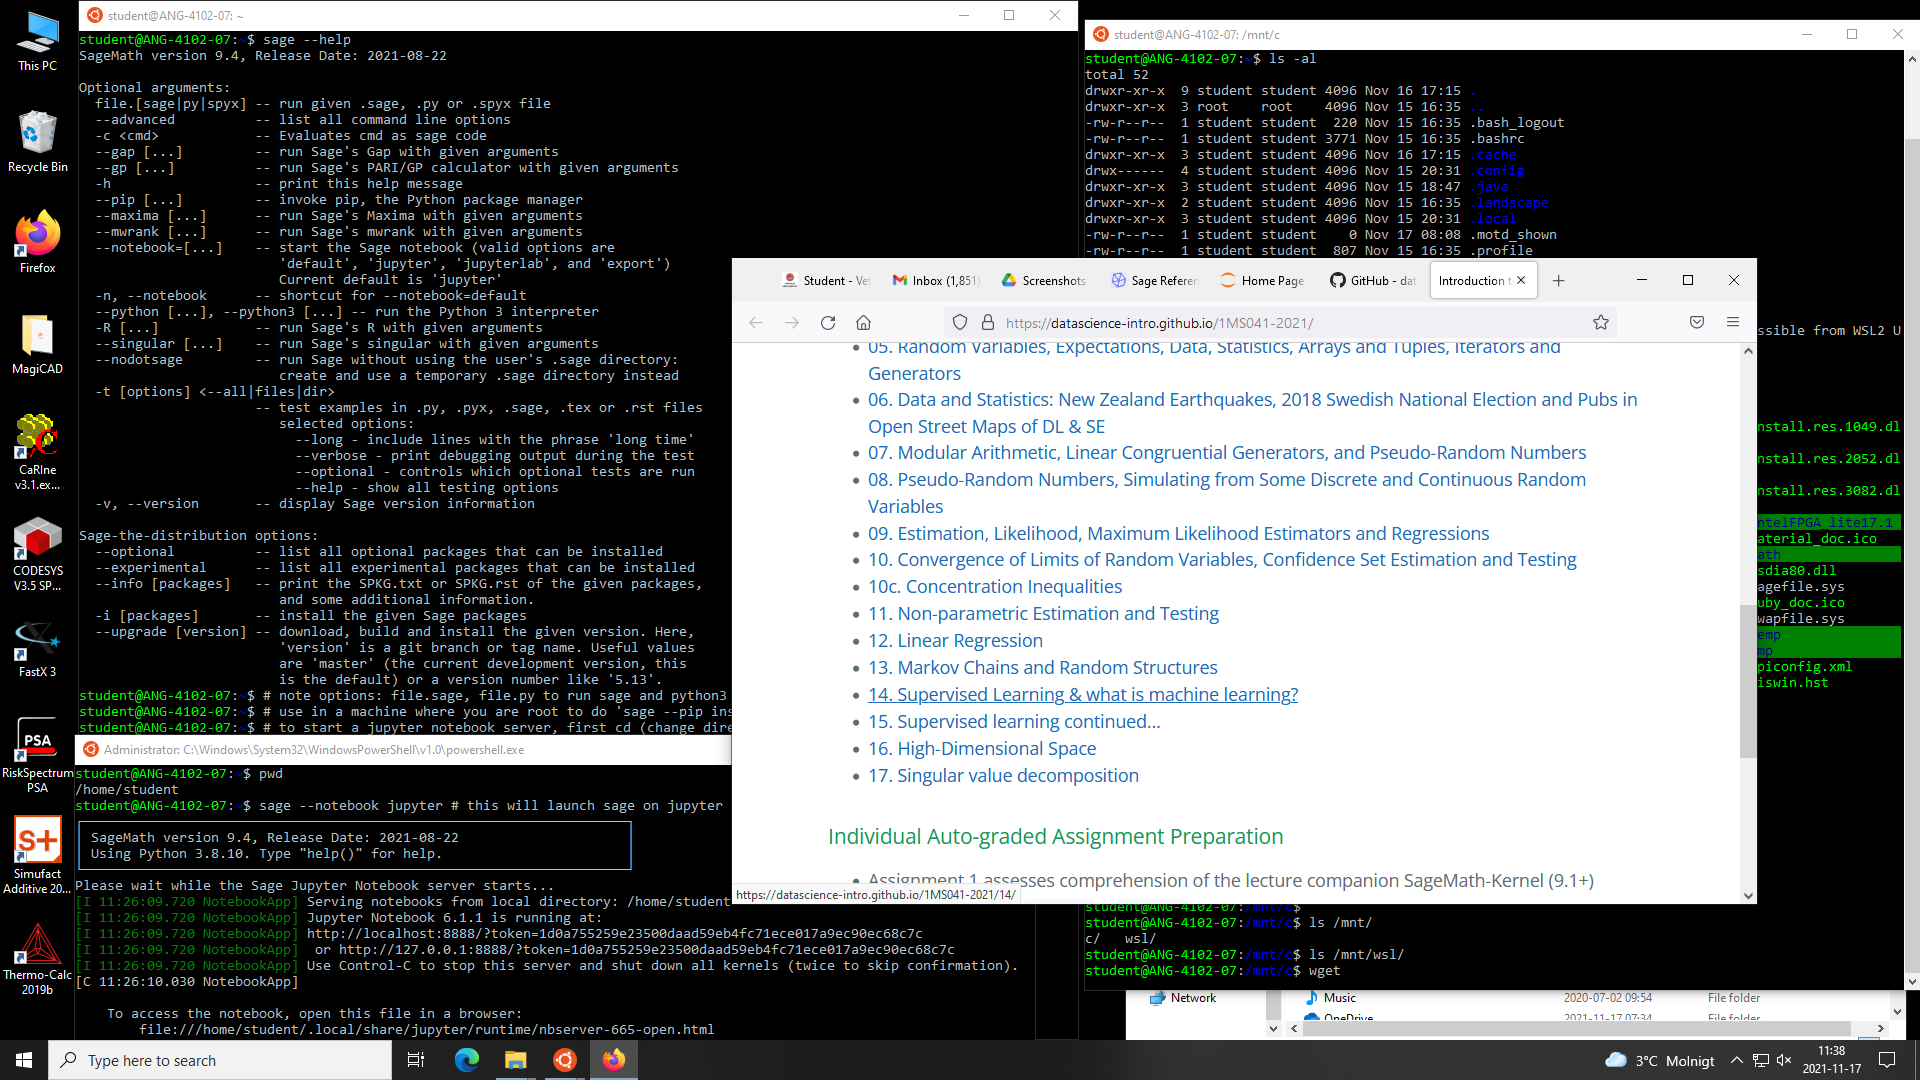 This PC
Recycle Bin
Firefox
MagiCAD
CaRIne
v3.1.ex...
CODESYS
V3.5 SP...
FastX 3
RiskSpectrum
PSA
Simufact
Additive 20...
Thermo-Calc
2019b
student@ANG-4102-07: ~
student@ANG-4102-07:~$ sage --help
SageMath version 9.4, Release Date: 2021-08-22
Optional arguments:
file.[sage|py|spyx] -- run given .sage, .py or .spyx file
--advanced -- list all command line options
-c <cmd> -- Evaluates cmd as sage code
--gap [...] -- run Sage's Gap with given arguments
--gp [...] -- run Sage's PARI/GP calculator with given arguments
-h -- print this help message
--pip [...] -- invoke pip, the Python package manager
--maxima [...] -- run Sage's Maxima with given arguments
--mwrank [...] -- run Sage's mwrank with given arguments
--notebook=[...] -- start the Sage notebook (valid options are
'default', 'jupyter', 'jupyterlab', and 'export')
Current default is 'jupyter'
-n, --notebook -- shortcut for --notebook=default
--python [...], --python3 [...] -- run the Python 3 interpreter
-R [...] -- run Sage's R with given arguments
--singular [...] -- run Sage's singular with given arguments
--nodotsage -- run Sage without using the user's .sage directory:
create and use a temporary .sage directory instead
-t [options] <--all|files|dir>
-- test examples in .py, .pyx, .sage, .tex or .rst files
selected options:
--long - include lines with the phrase 'long time'
--verbose - print debugging output during the test
--optional - controls which optional tests are run
--help - show all testing options
-v, --version -- display Sage version information
Sage-the-distribution options:
--optional -- list all optional packages that can be installed
--experimental -- list all experimental packages that can be installed
--info [packages] -- print the SPKG.txt or SPKG.rst of the given packages,
and some additional information.
-i [packages] -- install the given Sage packages
--upgrade [version] -- download, build and install the given version. Here,
'version' is a git branch or tag name. Useful values
are 'master' (the current development version, this
is the default) or a version number like '5.13'.
student@ANG-4102-07:~$ # note options: file.sage, file.py to run sage and python3
student@ANG-4102-07:~$ # use in a machine where you are root to do 'sage --pip ins
student@ANG-4102-07:~$ # to start a jupyter notebook server, first cd (change dire
Administrator: C:\Windows\System32\WindowsPowerShell\v1.0\powershell.exe
student@ANG-4102-07:~$ pwd
/home/student
student@ANG-4102-07:~$ sage --notebook jupyter # this will launch sage on jupyter
SageMath version 9.4, Release Date: 2021-08-22
Using Python 3.8.10. Type "help()" for help.
Please wait while the Sage Jupyter Notebook server starts...
[I 11:26:09.720 NotebookApp] Serving notebooks from local directory: /home/student
[I 11:26:09.720 NotebookApp] Jupyter Notebook 6.1.1 is running at:
[I 11:26:09.720 NotebookApp] http://localhost:8888/?token=1d0a755259e23500daad59eb4fc71ece017a9ec90ec68c7c
[I 11:26:09.720 NotebookApp] or http://127.0.0.1:8888/?token=1d0a755259e23500daad59eb4fc71ece017a9ec90ec68c7c
[I 11:26:09.720 NotebookApp] Use Control-C to stop this server and shut down all kernels (twice to skip confirmation).
[C 11:26:10.030 NotebookApp]
To access the notebook, open this file in a browser:
file:///home/student/.local/share/jupyter/runtime/nbserver-665-open.html
student@ANG-4102-07: /mnt/c
student@ANG-4102-07:~$ ls -al
total 52
drwxr-xr-x 9 student student 4096 Nov 16 17:15 .
drwxr-xr-x 3 root root 4096 Nov 15 16:35 ..
-rw-r--r-- 1 student student 220 Nov 15 16:35 .bash_logout
-rw-r--r-- 1 student student 3771 Nov 15 16:35 .bashrc
drwxr-xr-x 3 student student 4096 Nov 16 17:15 .cache
drwx------ 4 student student 4096 Nov 15 20:31 .config
drwxr-xr-x 3 student student 4096 Nov 15 18:47 .java
drwxr-xr-x 2 student student 4096 Nov 15 16:35 .landscape
drwxr-xr-x 3 student student 4096 Nov 15 20:31 .local
-rw-r--r-- 1 student student 0 Nov 17 08:08 .motd_shown
-rw-r--r-- 1 student student 807 Nov 15 16:35 .profile
ssible from WSL2 U
nstall.res.1049.dl
nstall.res.2052.dl
nstall.res.3082.dl
ntelFPGA_lite17.1
aterial_doc.ico
ath
sdia80.dll
agefile.sys
uby_doc.ico
wapfile.sys
emp
mp
piconfig.xml
iswin.hst
Student - Vet
Inbox (1,851)
Screenshots
Sage Referen
Home Page
GitHub - dat
Introduction t
https://datascience-intro.github.io/1MS041-2021/
05. Random Variables, Expectations, Data, Statistics, Arrays and Tuples, Iterators and
Generators
06. Data and Statistics: New Zealand Earthquakes, 2018 Swedish National Election and Pubs in
Open Street Maps of DL & SE
07. Modular Arithmetic, Linear Congruential Generators, and Pseudo-Random Numbers
08. Pseudo-Random Numbers, Simulating from Some Discrete and Continuous Random
Variables
09. Estimation, Likelihood, Maximum Likelihood Estimators and Regressions
10. Convergence of Limits of Random Variables, Confidence Set Estimation and Testing
10c. Concentration Inequalities
11. Non-parametric Estimation and Testing
12. Linear Regression
13. Markov Chains and Random Structures
14. Supervised Learning & what is machine learning?
15. Supervised learning continued...
16. High-Dimensional Space
17. Singular value decomposition
Individual Auto-graded Assignment Preparation
Assignment 1 assesses comprehension of the lecture companion SageMath-Kernel (9.1+)
https://datascience-intro.github.io/1MS041-2021/14/
student@ANG-4102-07:/mnt/c$
student@ANG-4102-07:/mnt/c$ ls /mnt/
c/ wsl/
student@ANG-4102-07:/mnt/c$ ls /mnt/wsl/
student@ANG-4102-07:/mnt/c$ wget
Network
Music 2020-07-02 09:54 File folder
OneDrive 2021-11-17 07:34 File folder
Type here to search
3°C Molnigt
11:38
2021-11-17